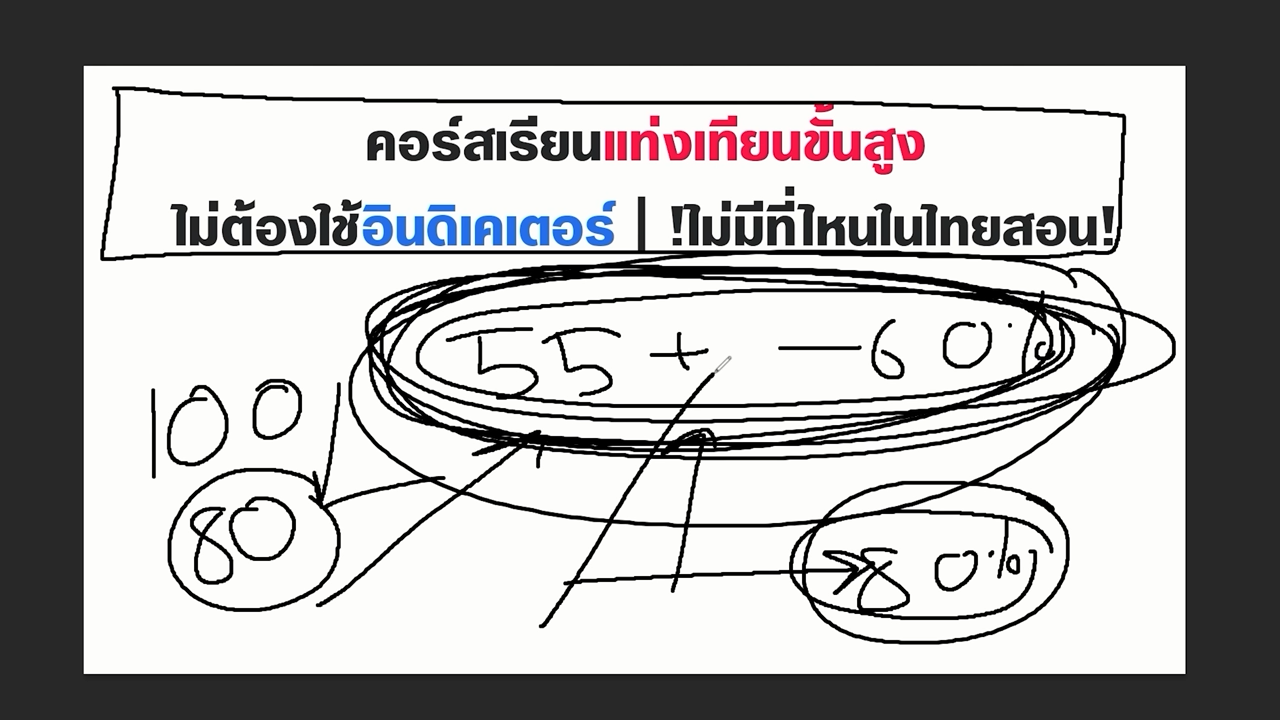 คอร์สเรียนแท่งเทียนขั้นสูง
ไม่ต้องใช้อินดิเคเตอร์ | !ไม่มีที่ไหนในไทยสอน!
55 + — 60%
100
80
80%